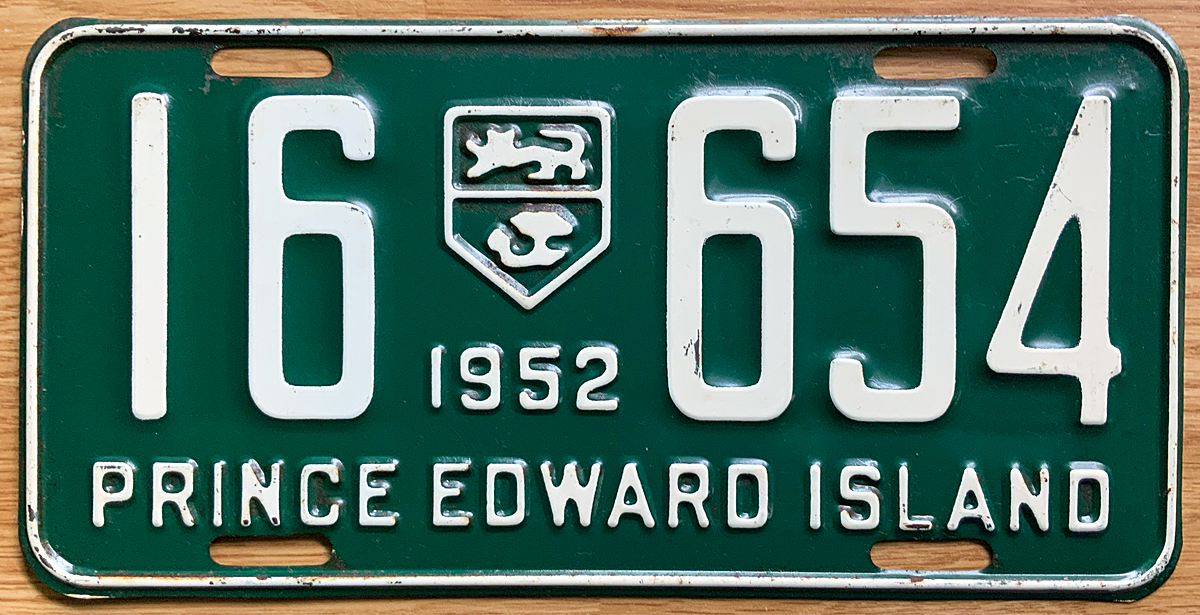 16 654
1952
PRINCE EDWARD ISLAND